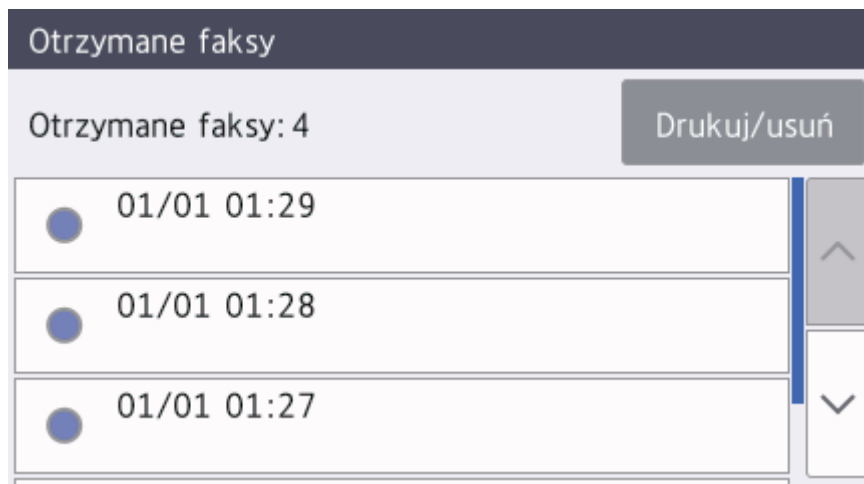 Otrzymane faksy
Otrzymane faksy: 4
Drukuj/usuń
01/01 01:29
01/01 01:28
01/01 01:27